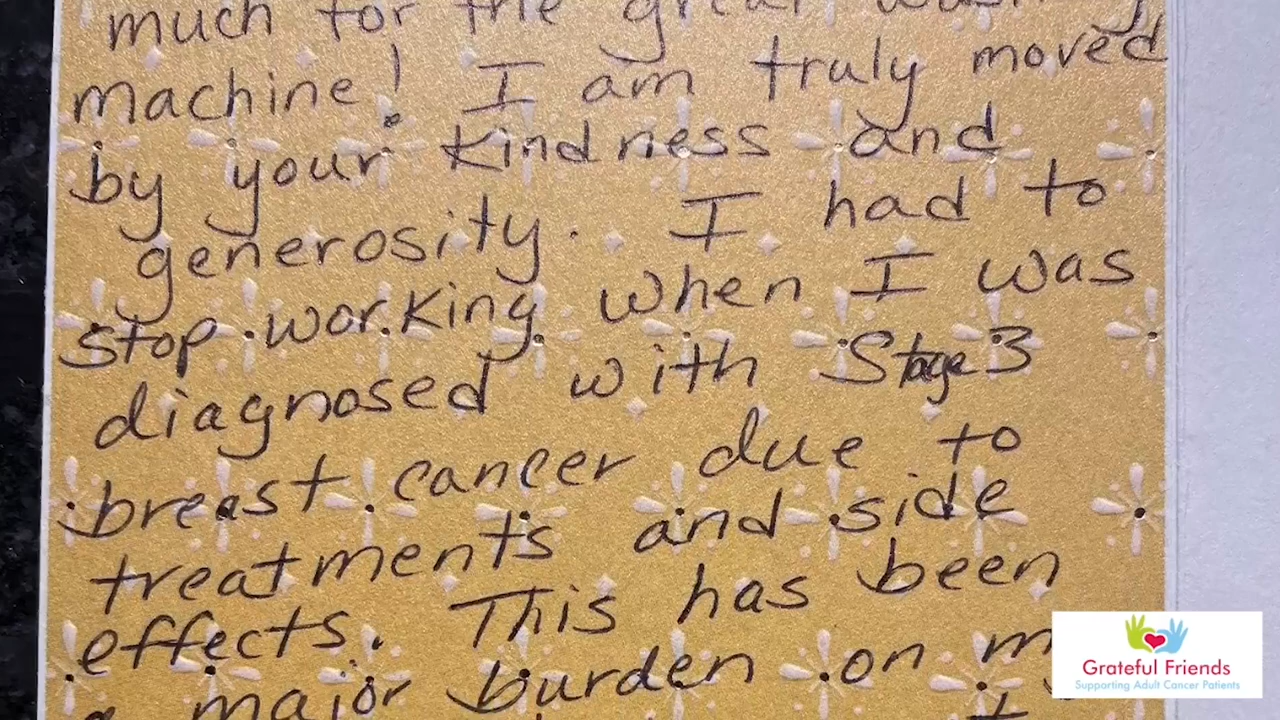 much for the great
machine! I am truly moved
by your kindness and
generosity. I had to
stop working when I was
diagnosed with Stage 3
breast cancer due to
treatments and side
effects. This has been
a major burden on
Grateful Friends
Supporting Adult Cancer Patients